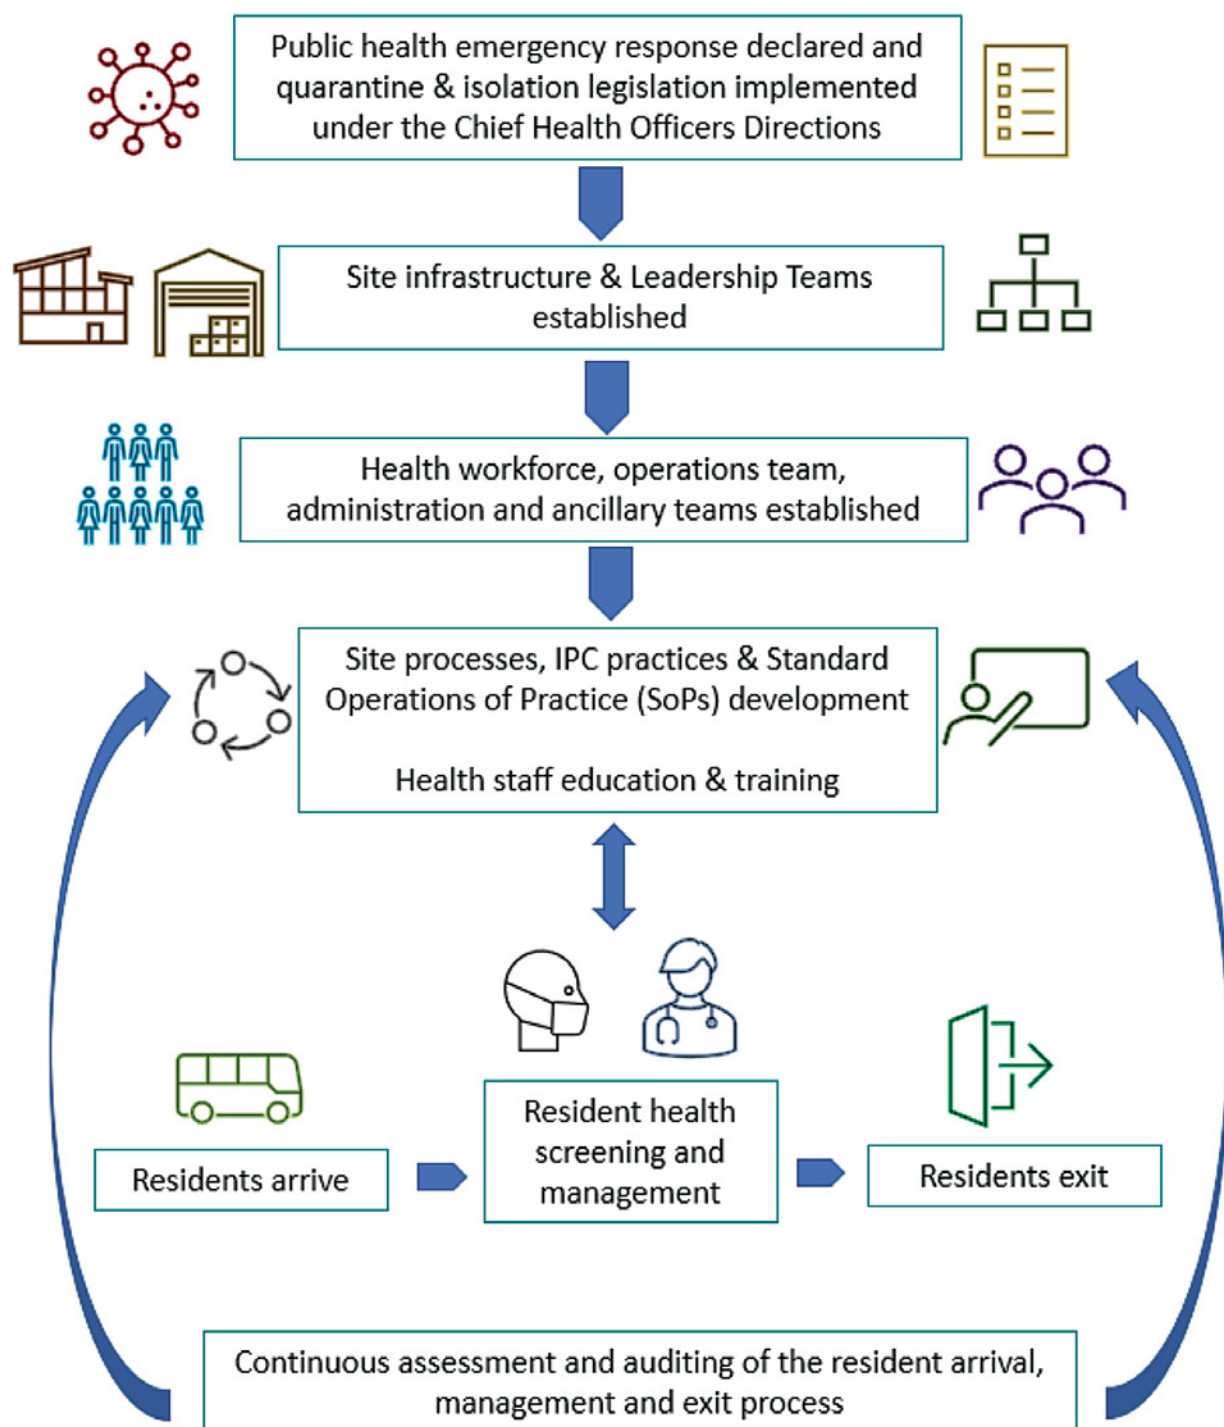 Public health emergency response declared and
quarantine & isolation legislation implemented
under the Chief Health Officers Directions
Site infrastructure & Leadership Teams
established
Health workforce, operations team,
administration and ancillary teams established
Site processes, IPC practices & Standard
Operations of Practice (SoPs) development
Health staff education & training
Residents arrive
Resident health
screening and
management
Residents exit
Continuous assessment and auditing of the resident arrival,
management and exit process